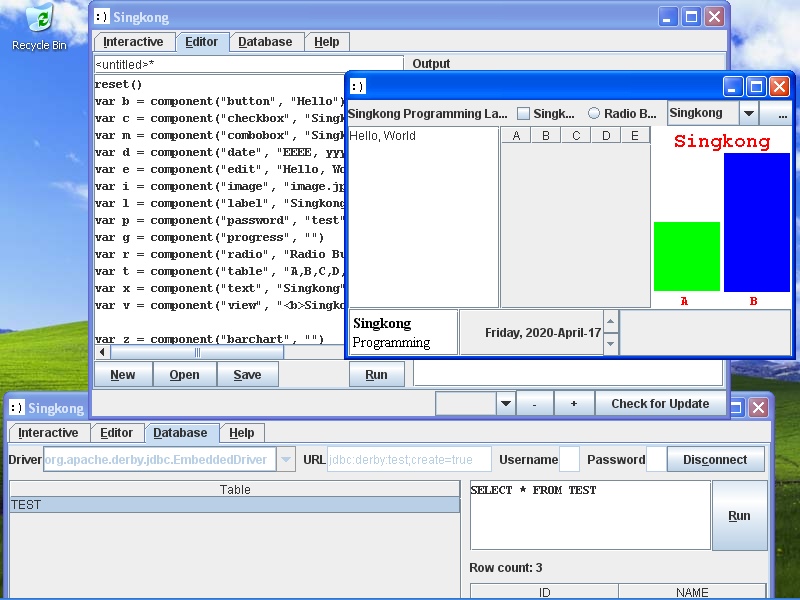 Recycle Bin
:) Singkong
Interactive Editor Database Help
<untitled>*
Output
reset()
var b = component("button", "Hello")
var c = component("checkbox", "Singk
var m = component("combobox", "Singk
var d = component("date", "EEEE, yyy
var e = component("edit", "Hello, Wo
var i = component("image", "image.jp
var l = component("label", "Singkong
var p = component("password", "test"
var g = component("progress", "")
var r = component("radio", "Radio Bu
var t = component("table", "A,B,C,D,
var x = component("text", "Singkong"
var v = component("view", "<b>Singko
var z = component("barchart", "")
New Open Save Run
- + Check for Update
:)
Singkong Programming La... Singk... Radio B... Singkong ...
Hello, World
A B C D E
Singkong
A B
Singkong
Programming
Friday, 2020-April-17
:) Singkong
Interactive Editor Database Help
Driver org.apache.derby.jdbc.EmbeddedDriver URL jdbc:derby:test;create=true Username Password Disconnect
Table
TEST
SELECT * FROM TEST
Run
Row count: 3
ID NAME